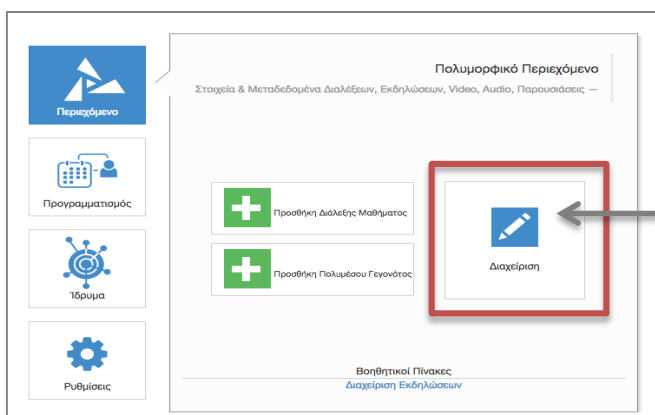 Περιεχόμενο
Προγραμματισμός
Ίδρυμα
Ρυθμίσεις
Πολυμορφικό Περιεχόμενο
Στοιχεία & Μεταδεδομένα Διαλέξεων, Εκδηλώσεων, Video, Audio, Παρουσιάσεις —
Προσθήκη Διάλεξης Μαθήματος
Προσθήκη Πολυμέσου Γεγονότος
Διαχείριση
Βοηθητικοί Πίνακες
Διαχείριση Εκδηλώσεων